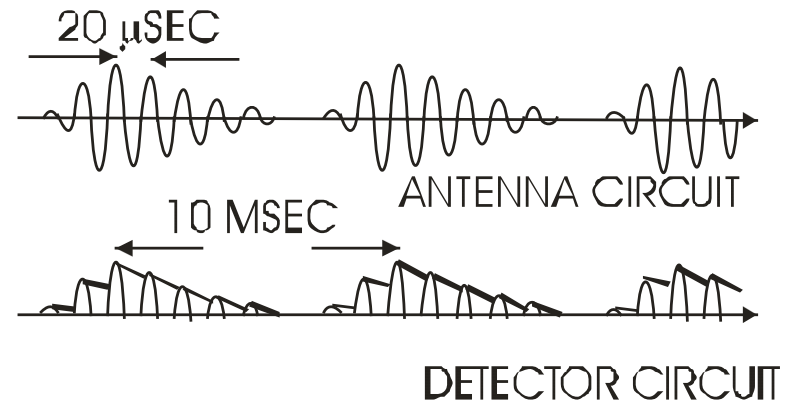 20 µSEC
ANTENNA CIRCUIT
10 MSEC
DETECTOR CIRCUIT